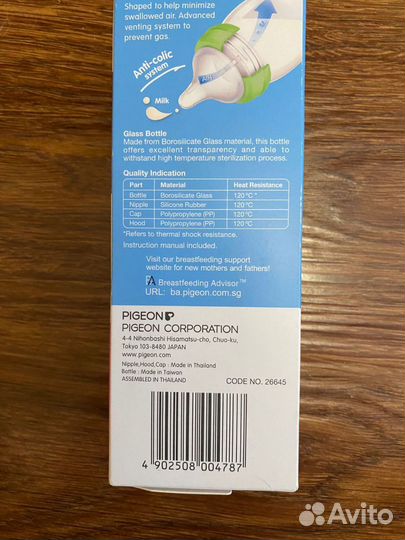 Shaped to help minimize
swallowed air. Advanced
venting system to
prevent gas.
Anti-colic
system
Milk
Glass Bottle
Made from Borosilicate Glass material, this bottle
offers excellent transparency and able to
withstand high temperature sterilization process.
Quality Indication
Part Material Heat Resistance
Bottle Borosilicate Glass 120°C *
Nipple Silicone Rubber 120°C
Cap Polypropylene (PP) 120°C
Hood Polypropylene (PP) 120°C
*Refers to thermal shock resistance.
Instruction manual included.
Visit our breastfeeding support
website for new mothers and fathers!
BA Breastfeeding Advisor™
URL: ba.pigeon.com.sg
PIGEON
PIGEON CORPORATION
4-4 Nihonbashi Hisamatsu-cho, Chuo-ku,
Tokyo 103-8480 JAPAN
www.pigeon.com
Nipple,Hood,Cap : Made in Thailand
Bottle : Made in Taiwan
ASSEMBLED IN THAILAND
CODE NO. 26645
4 902508 004787
Avito